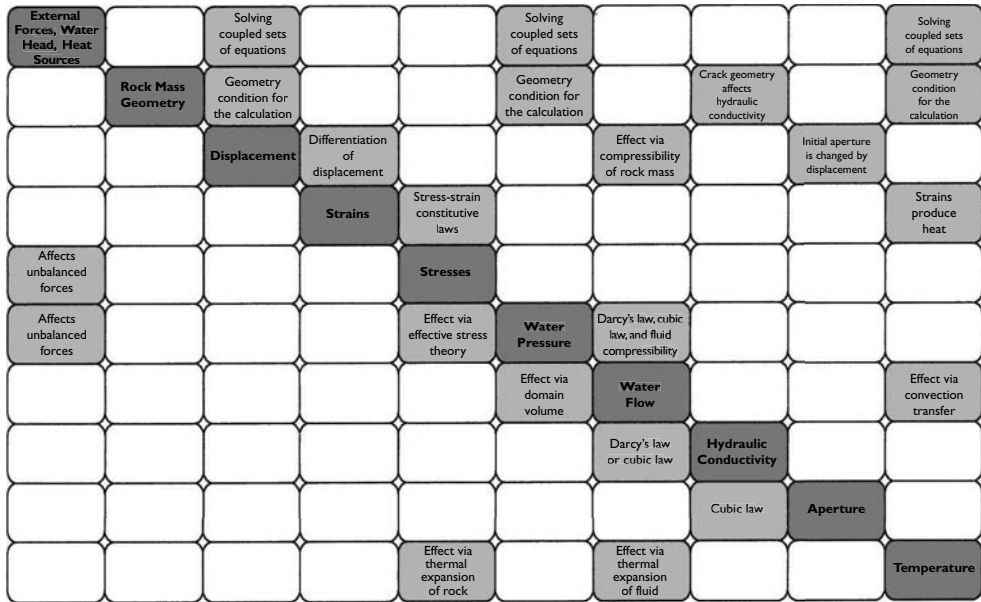 External
Forces, Water
Head, Heat
Sources
Solving
coupled sets
of equations
Solving
coupled sets
of equations
Solving
coupled sets
of equations
Rock Mass
Geometry
Geometry
condition for
the calculation
Geometry
condition for
the calculation
Crack geometry
affects
hydraulic
conductivity
Geometry
condition
for the
calculation
Displacement
Differentiation
of
displacement
Effect via
compressibility
of rock mass
Initial aperture
is changed by
displacement
Strains
Stress-strain
constitutive
laws
Strains
produce
heat
Affects
unbalanced
forces
Stresses
Affects
unbalanced
forces
Effect via
effective stress
theory
Water
Pressure
Darcy's law, cubic
law, and fluid
compressibility
Effect via
domain
volume
Water
Flow
Effect via
convection
transfer
Darcy's law
or cubic law
Hydraulic
Conductivity
Cubic law
Aperture
Effect via
thermal
expansion
of rock
Effect via
thermal
expansion
of fluid
Temperature